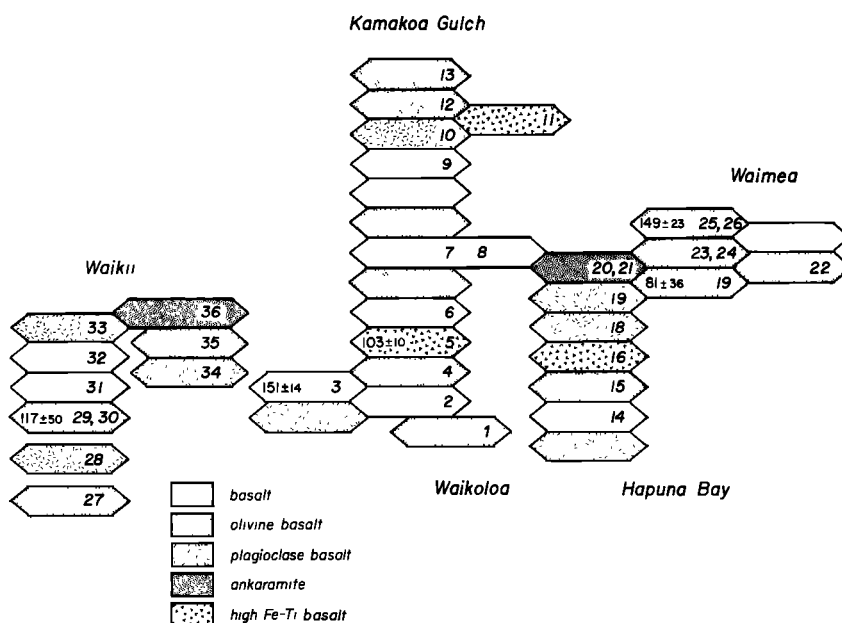 Kamakoa Gulch
13
12
11
10
9
Waimea
149±23 25, 26
7 8
23, 24
Waikii
20, 21
22
81±36 19
36
19
33
6
18
35
103±10 5
32
16
34
151±14 3
4
31
15
2
117±50 29, 30
14
1
28
Waikoloa
Hapuna Bay
27
basalt
olivine basalt
plagioclase basalt
ankaramite
high Fe-Ti basalt